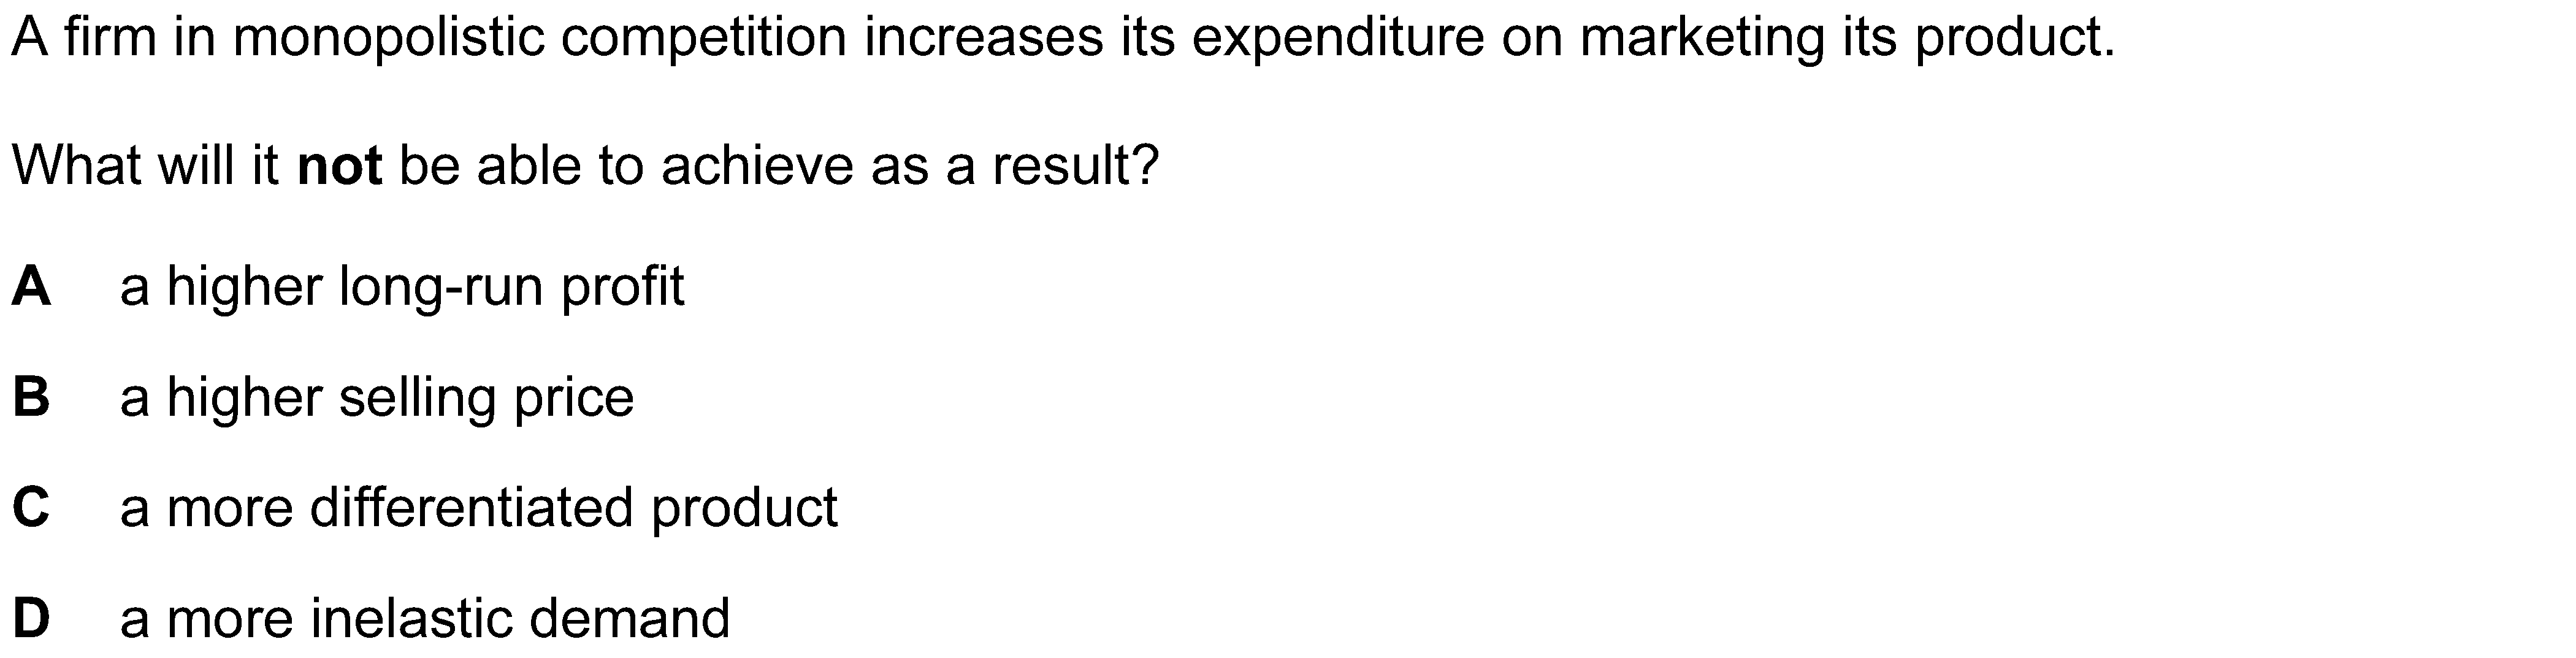 A firm in monopolistic competition increases its expenditure on marketing its product.
What will it not be able to achieve as a result?
A a higher long-run profit
B a higher selling price
C a more differentiated product
D a more inelastic demand